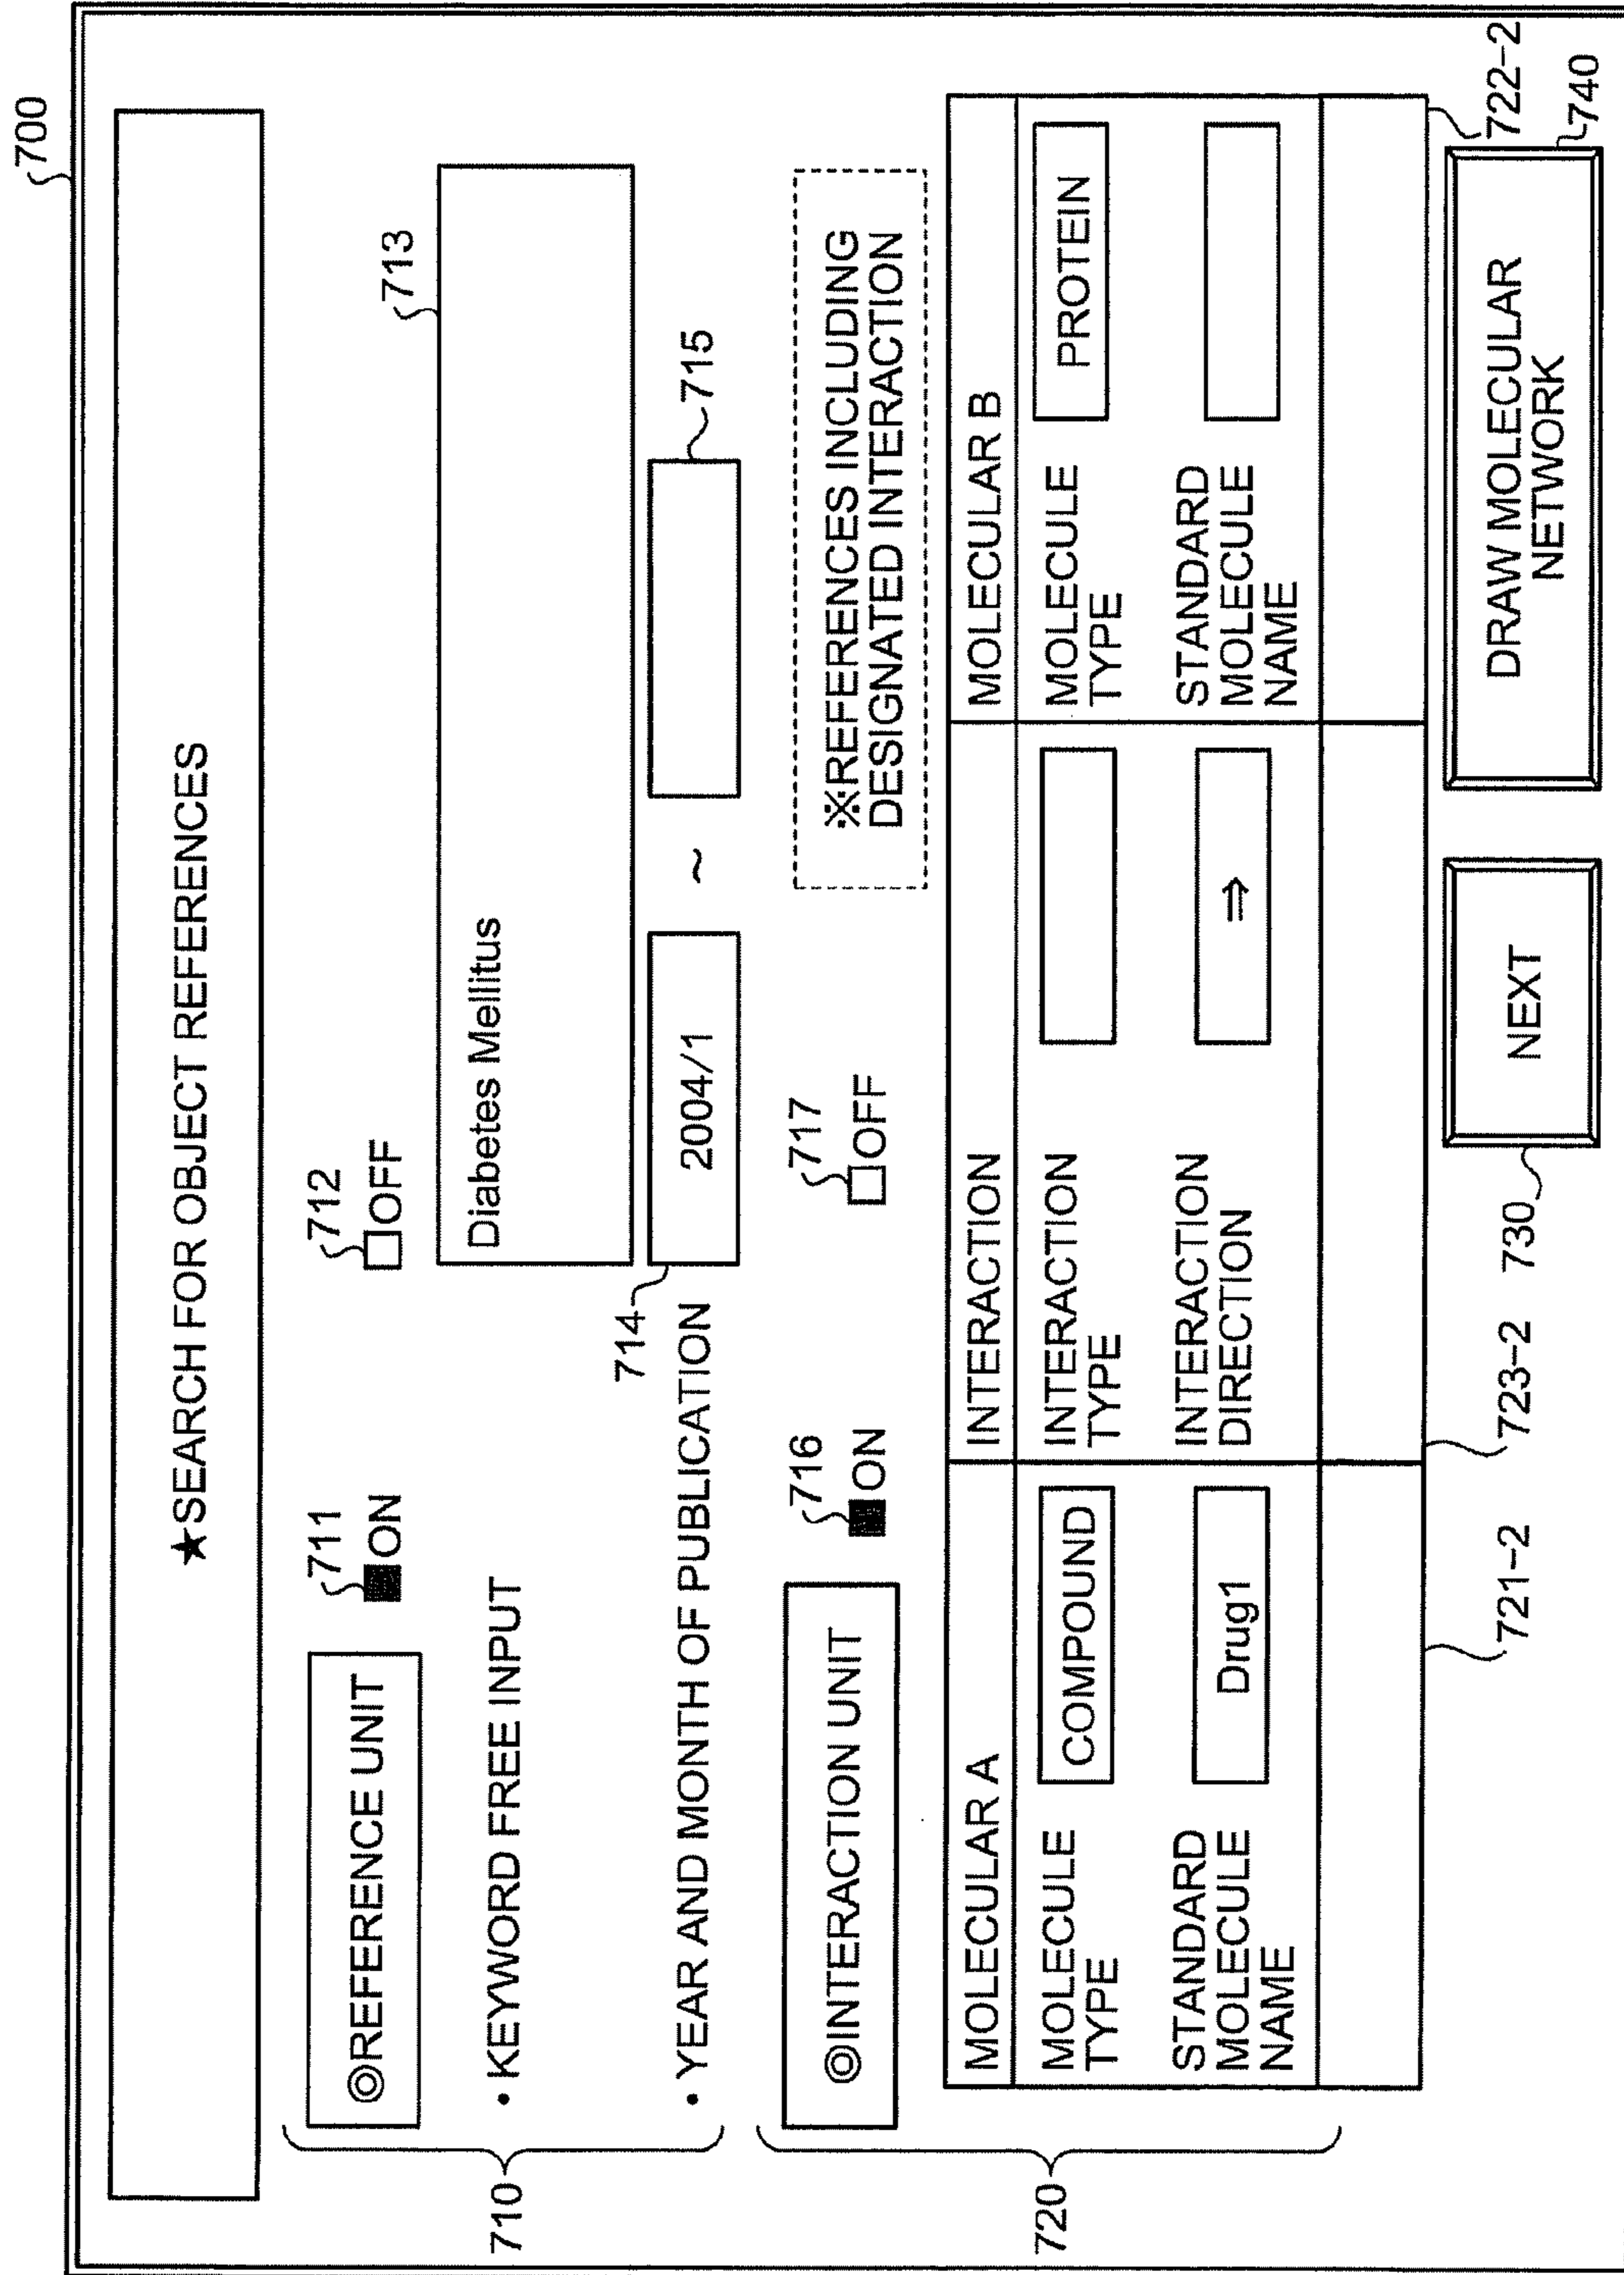 700
★SEARCH FOR OBJECT REFERENCES
711
712
◎REFERENCE UNIT
■ON
□OFF
713
• KEYWORD FREE INPUT
Diabetes Mellitus
710
714
715
• YEAR AND MONTH OF PUBLICATION
2004/1
~
716
717
◎INTERACTION UNIT
■ON
□OFF
※REFERENCES INCLUDING
DESIGNATED INTERACTION
720
MOLECULAR A
INTERACTION
MOLECULAR B
MOLECULE
TYPE
COMPOUND
INTERACTION
TYPE
MOLECULE
TYPE
PROTEIN
STANDARD
MOLECULE
NAME
Drug1
INTERACTION
DIRECTION
⇒
STANDARD
MOLECULE
NAME
721-2
723-2
730
722-2
NEXT
DRAW MOLECULAR
NETWORK
740